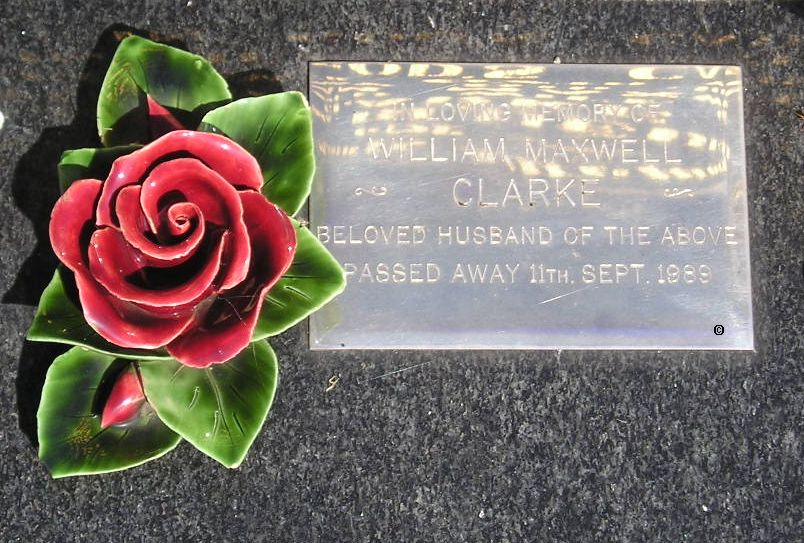 IN LOVING MEMORY OF
WILLIAM MAXWELL
CLARKE
BELOVED HUSBAND OF THE ABOVE
PASSED AWAY 11TH. SEPT. 1989
©